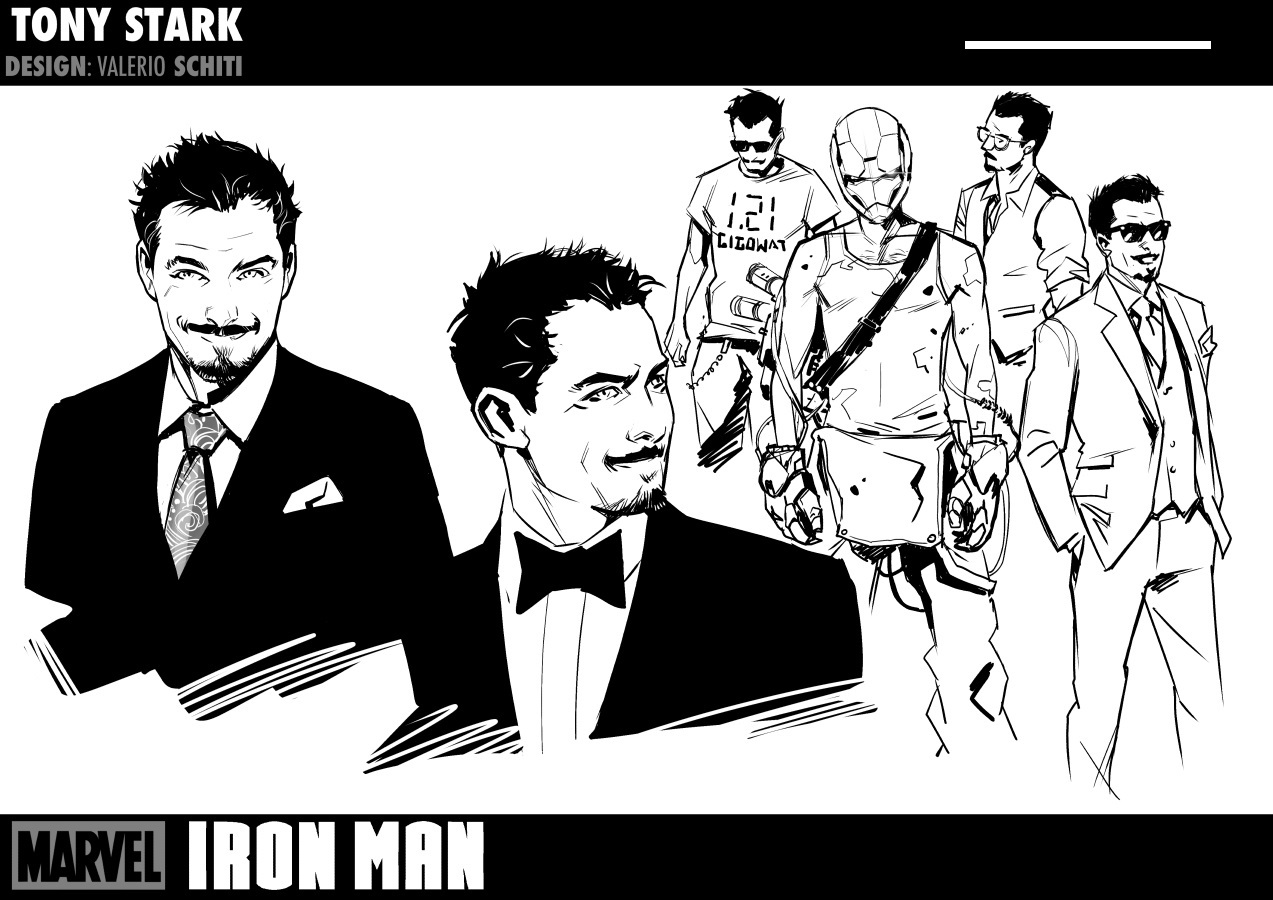 TONY STARK
DESIGN: VALERIO SCHITI
1.21
GIGOWAT
MARVEL IRON MAN